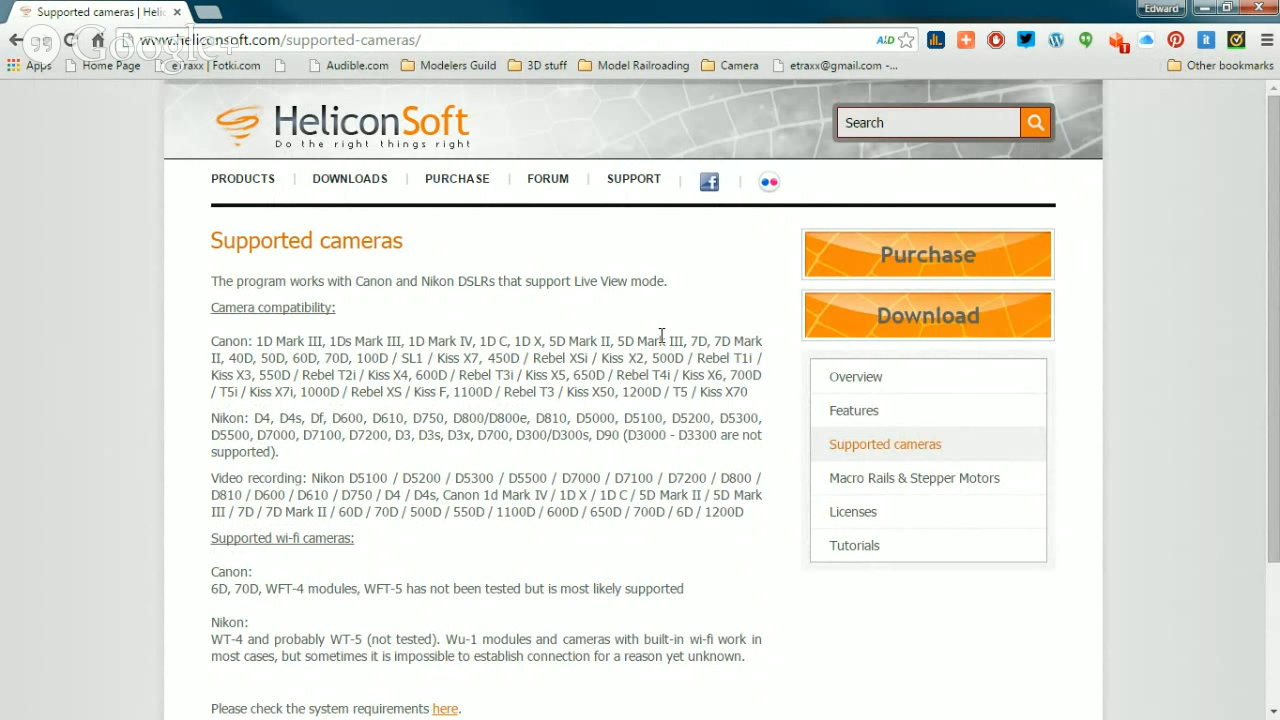 Supported cameras | Helic
Edward
www.heliconsoft.com/supported-cameras/
Google+
Apps
Home Page
etraxx | Fotki.com
Audible.com
Modelers Guild
3D stuff
Model Railroading
Camera
etraxx@gmail.com -...
Other bookmarks
HeliconSoft
Do the right things right
Search
PRODUCTS | DOWNLOADS | PURCHASE | FORUM | SUPPORT
Supported cameras
The program works with Canon and Nikon DSLRs that support Live View mode.
Camera compatibility:
Canon: 1D Mark III, 1Ds Mark III, 1D Mark IV, 1D C, 1D X, 5D Mark II, 5D Mark III, 7D, 7D Mark
II, 40D, 50D, 60D, 70D, 100D / SL1 / Kiss X7, 450D / Rebel XSi / Kiss X2, 500D / Rebel T1i /
Kiss X3, 550D / Rebel T2i / Kiss X4, 600D / Rebel T3i / Kiss X5, 650D / Rebel T4i / Kiss X6, 700D
/ T5i / Kiss X7i, 1000D / Rebel XS / Kiss F, 1100D / Rebel T3 / Kiss X50, 1200D / T5 / Kiss X70
Nikon: D4, D4s, Df, D600, D610, D750, D800/D800e, D810, D5000, D5100, D5200, D5300,
D5500, D7000, D7100, D7200, D3, D3s, D3x, D700, D300/D300s, D90 (D3000 - D3300 are not
supported).
Video recording: Nikon D5100 / D5200 / D5300 / D5500 / D7000 / D7100 / D7200 / D800 /
D810 / D600 / D610 / D750 / D4 / D4s, Canon 1d Mark IV / 1D X / 1D C / 5D Mark II / 5D Mark
III / 7D / 7D Mark II / 60D / 70D / 500D / 550D / 1100D / 600D / 650D / 700D / 6D / 1200D
Supported wi-fi cameras:
Canon:
6D, 70D, WFT-4 modules, WFT-5 has not been tested but is most likely supported
Nikon:
WT-4 and probably WT-5 (not tested). Wu-1 modules and cameras with built-in wi-fi work in
most cases, but sometimes it is impossible to establish connection for a reason yet unknown.
Please check the system requirements here.
Purchase
Download
Overview
Features
Supported cameras
Macro Rails & Stepper Motors
Licenses
Tutorials